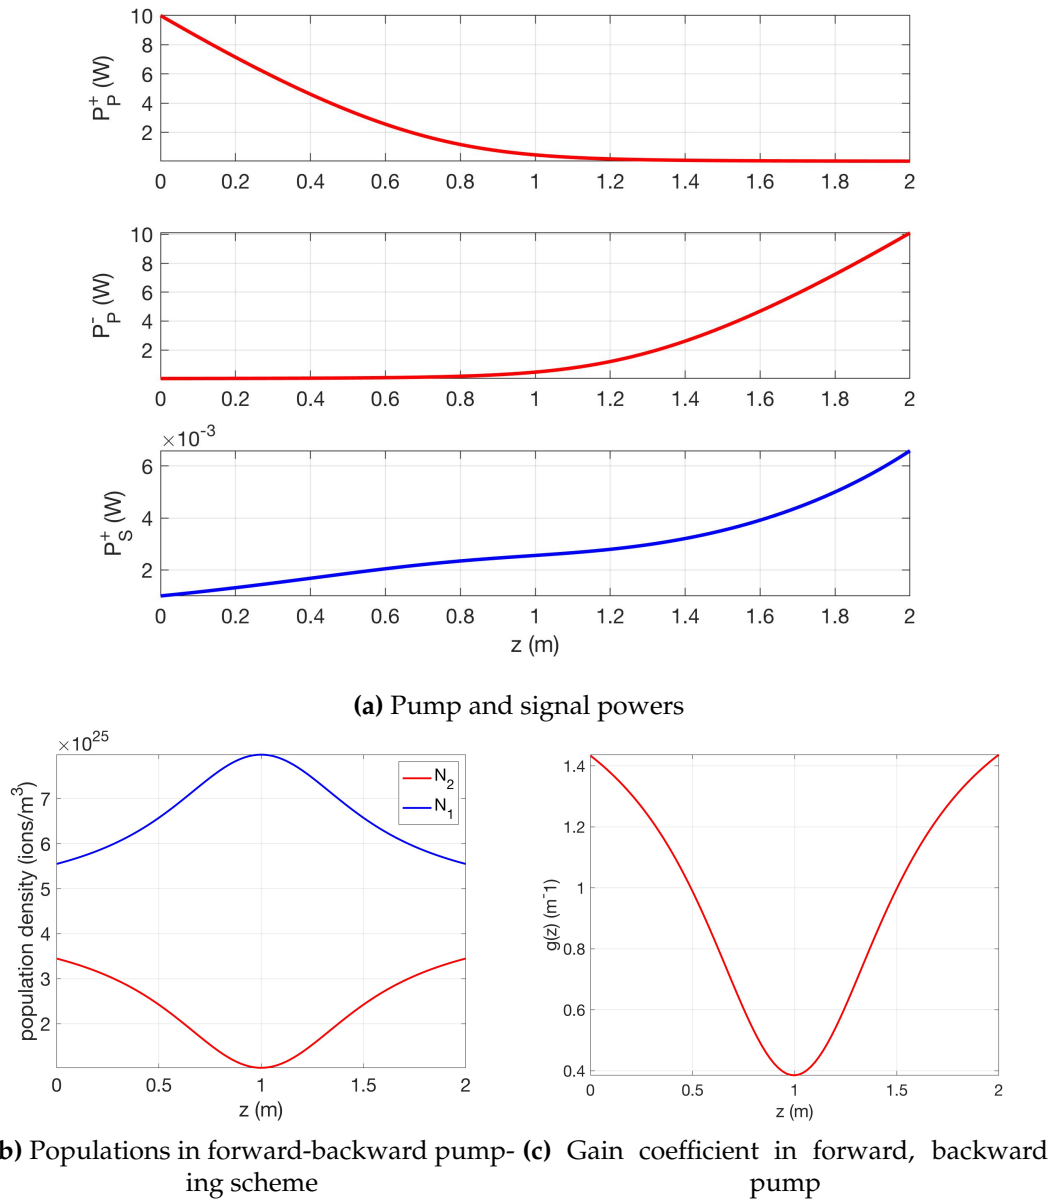 10
8
6
4
2
P_P^+ (W)
0 0.2 0.4 0.6 0.8 1 1.2 1.4 1.6 1.8 2
10
8
6
4
2
P_P^- (W)
0 0.2 0.4 0.6 0.8 1 1.2 1.4 1.6 1.8 2
×10^-3
6
4
2
P_S^+ (W)
0 0.2 0.4 0.6 0.8 1 1.2 1.4 1.6 1.8 2
z (m)
(a) Pump and signal powers
×10^25
7
6
5
4
3
2
population density (ions/m^3)
N_2
N_1
0 0.5 1 1.5 2
z (m)
1.4
1.2
1
0.8
0.6
0.4
g(z) (m^-1)
0 0.5 1 1.5 2
z (m)
b) Populations in forward-backward pump-
ing scheme
(c) Gain coefficient in forward, backward
pump